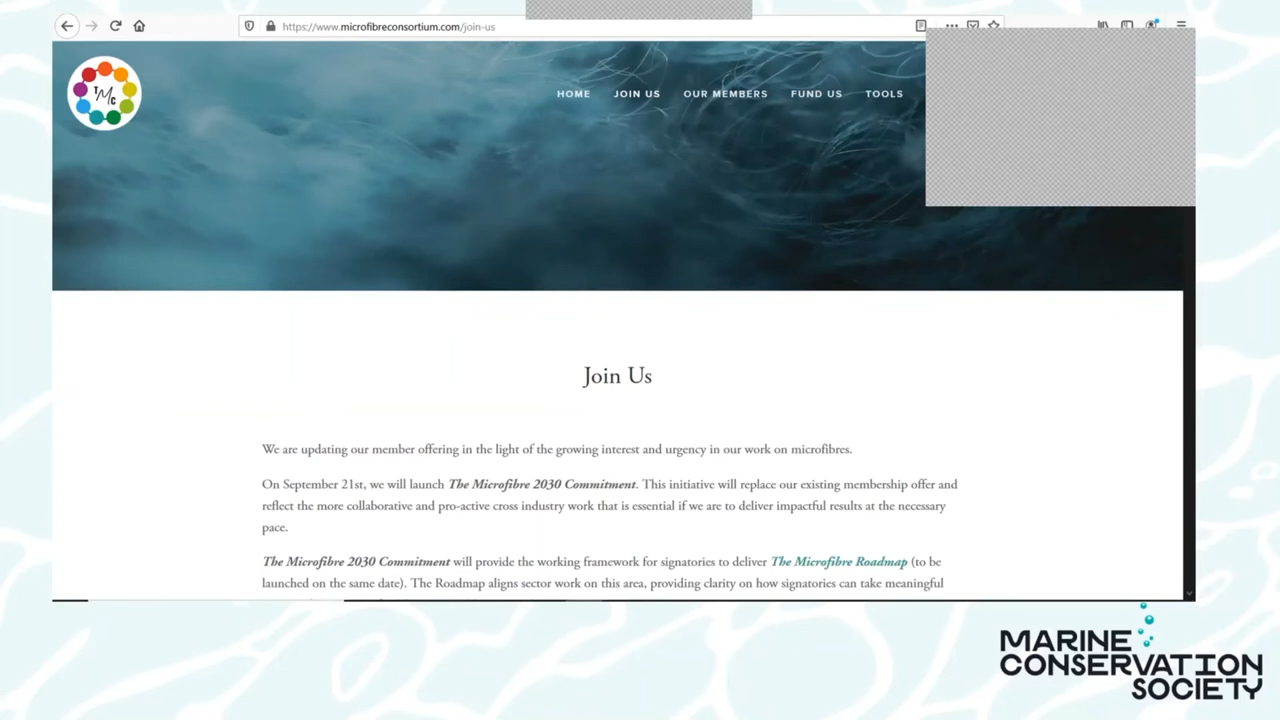 https://www.microfibreconsortium.com/join-us
TMC
HOME JOIN US OUR MEMBERS FUND US TOOLS
Join Us
We are updating our member offering in the light of the growing interest and urgency in our work on microfibres.
On September 21st, we will launch The Microfibre 2030 Commitment. This initiative will replace our existing membership offer and
reflect the more collaborative and pro-active cross industry work that is essential if we are to deliver impactful results at the necessary
pace.
The Microfibre 2030 Commitment will provide the working framework for signatories to deliver The Microfibre Roadmap (to be
launched on the same date). The Roadmap aligns sector work on this area, providing clarity on how signatories can take meaningful
MARINE
CONSERVATION
SOCIETY